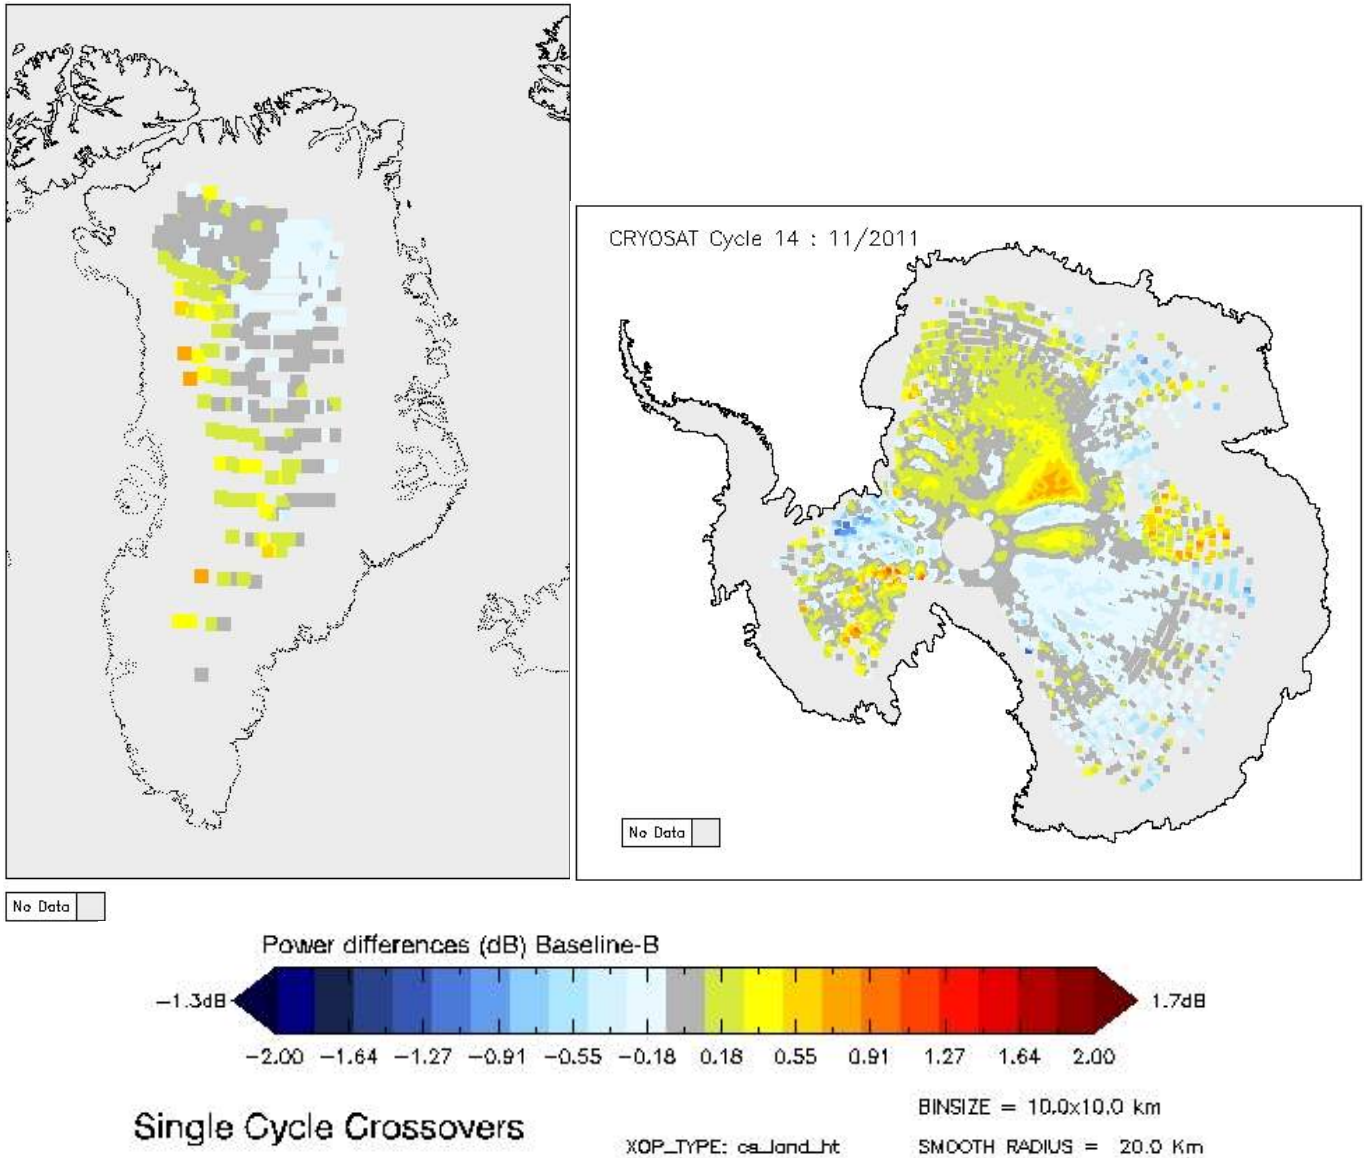 CRYOSAT Cycle 14 : 11/2011
No Data
No Data
Power differences (dB) Baseline-B
-1.3dB
1.7dB
-2.00 -1.64 -1.27 -0.91 -0.55 -0.18 0.18 0.55 0.91 1.27 1.64 2.00
BINSIZE = 10.0x10.0 km
Single Cycle Crossovers
XOP_TYPE: cs_land_ht
SMOOTH RADIUS = 20.0 Km